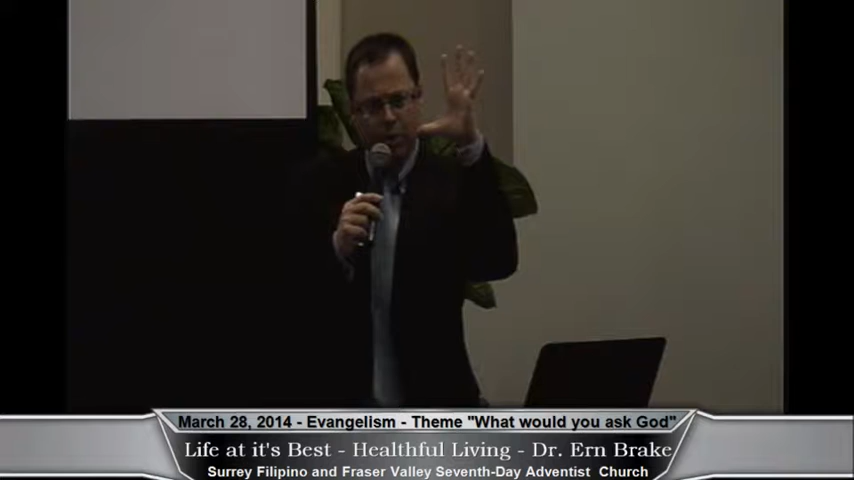 March 28, 2014 - Evangelism - Theme "What would you ask God"
Life at it's Best - Healthful Living - Dr. Ern Brake
Surrey Filipino and Fraser Valley Seventh-Day Adventist Church